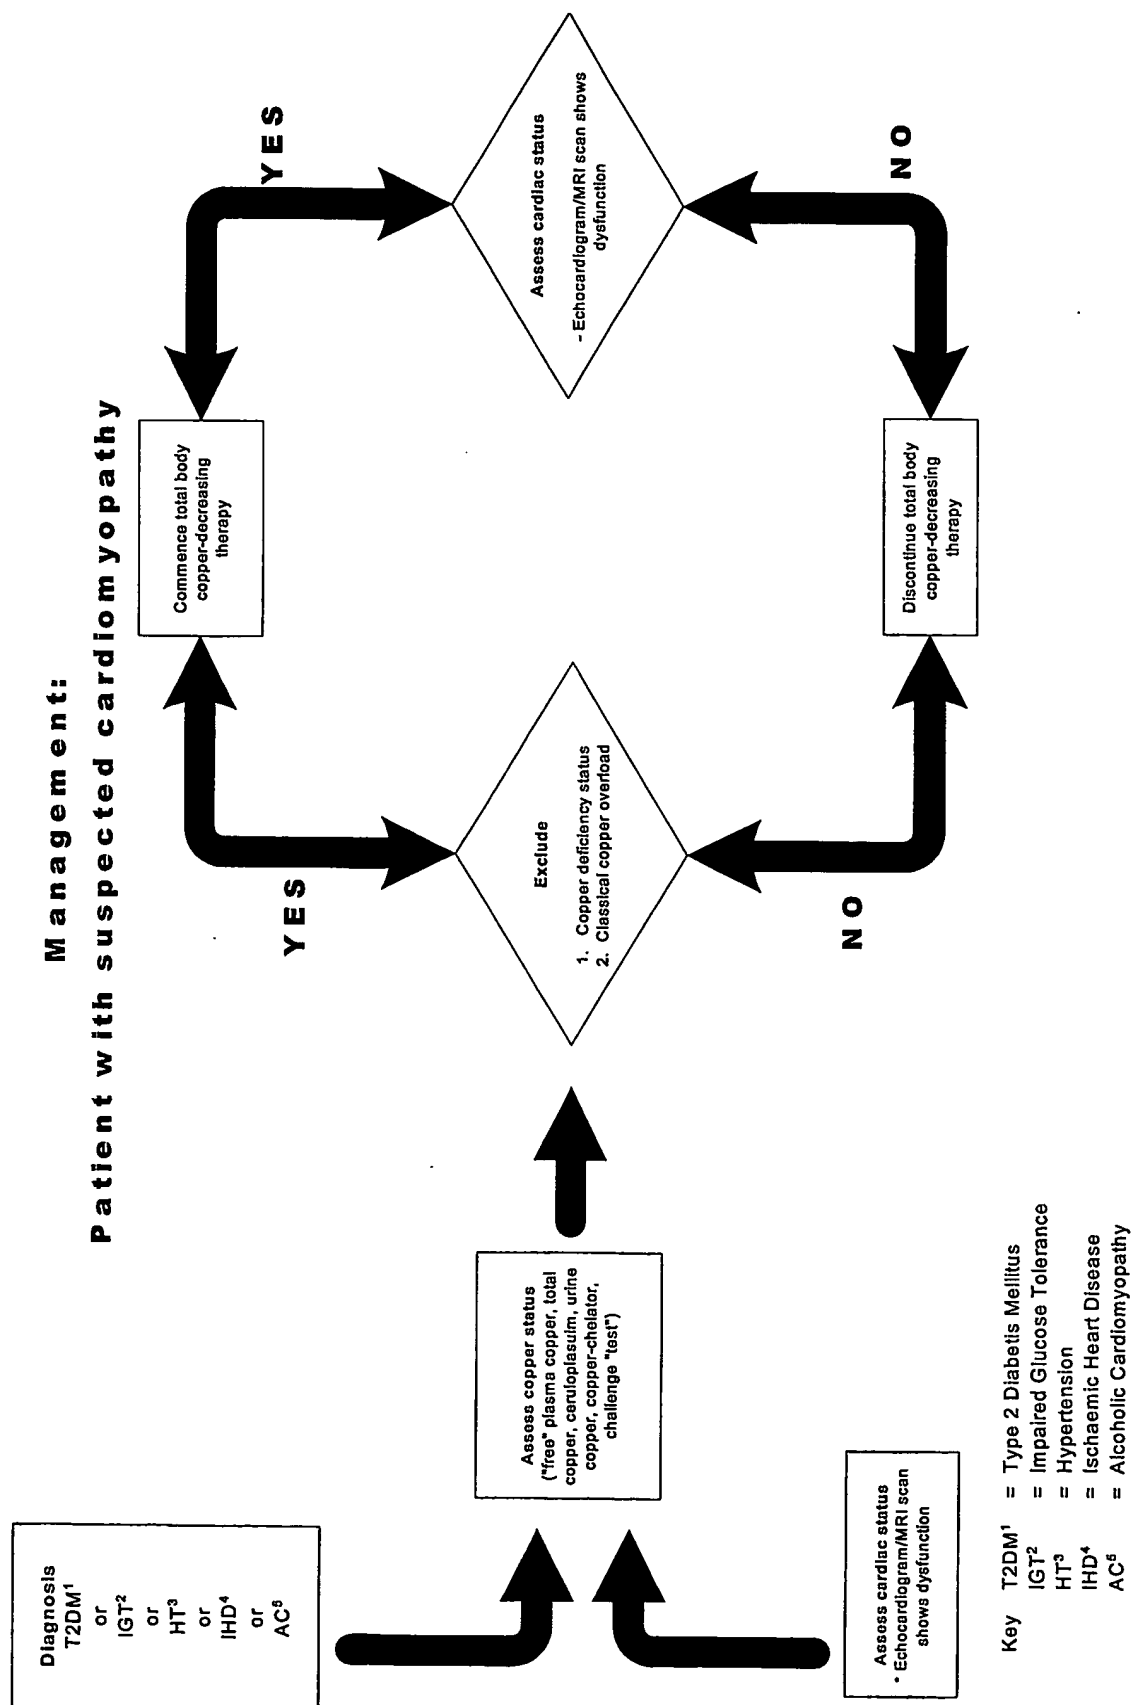 Management:
Patient with suspected cardiomyopathy
Diagnosis
T2DM¹
or
IGT²
or
HT³
or
IHD⁴
or
AC⁵
Assess cardiac status
• Echocardiogram/MRI scan
shows dysfunction
Assess copper status
("free" plasma copper, total
copper, ceruloplasuim, urine
copper, copper-chelator,
challenge "test")
Exclude
1. Copper deficiency status
2. Classical copper overload
YES
NO
Commence total body
copper-decreasing
therapy
Discontinue total body
copper-decreasing
therapy
YES
NO
Assess cardiac status
- Echocardiogram/MRI scan shows
dysfunction
Key T2DM¹ = Type 2 Diabetis Mellitus
IGT² = Impaired Glucose Tolerance
HT³ = Hypertension
IHD⁴ = Ischaemic Heart Disease
AC⁵ = Alcoholic Cardiomyopathy